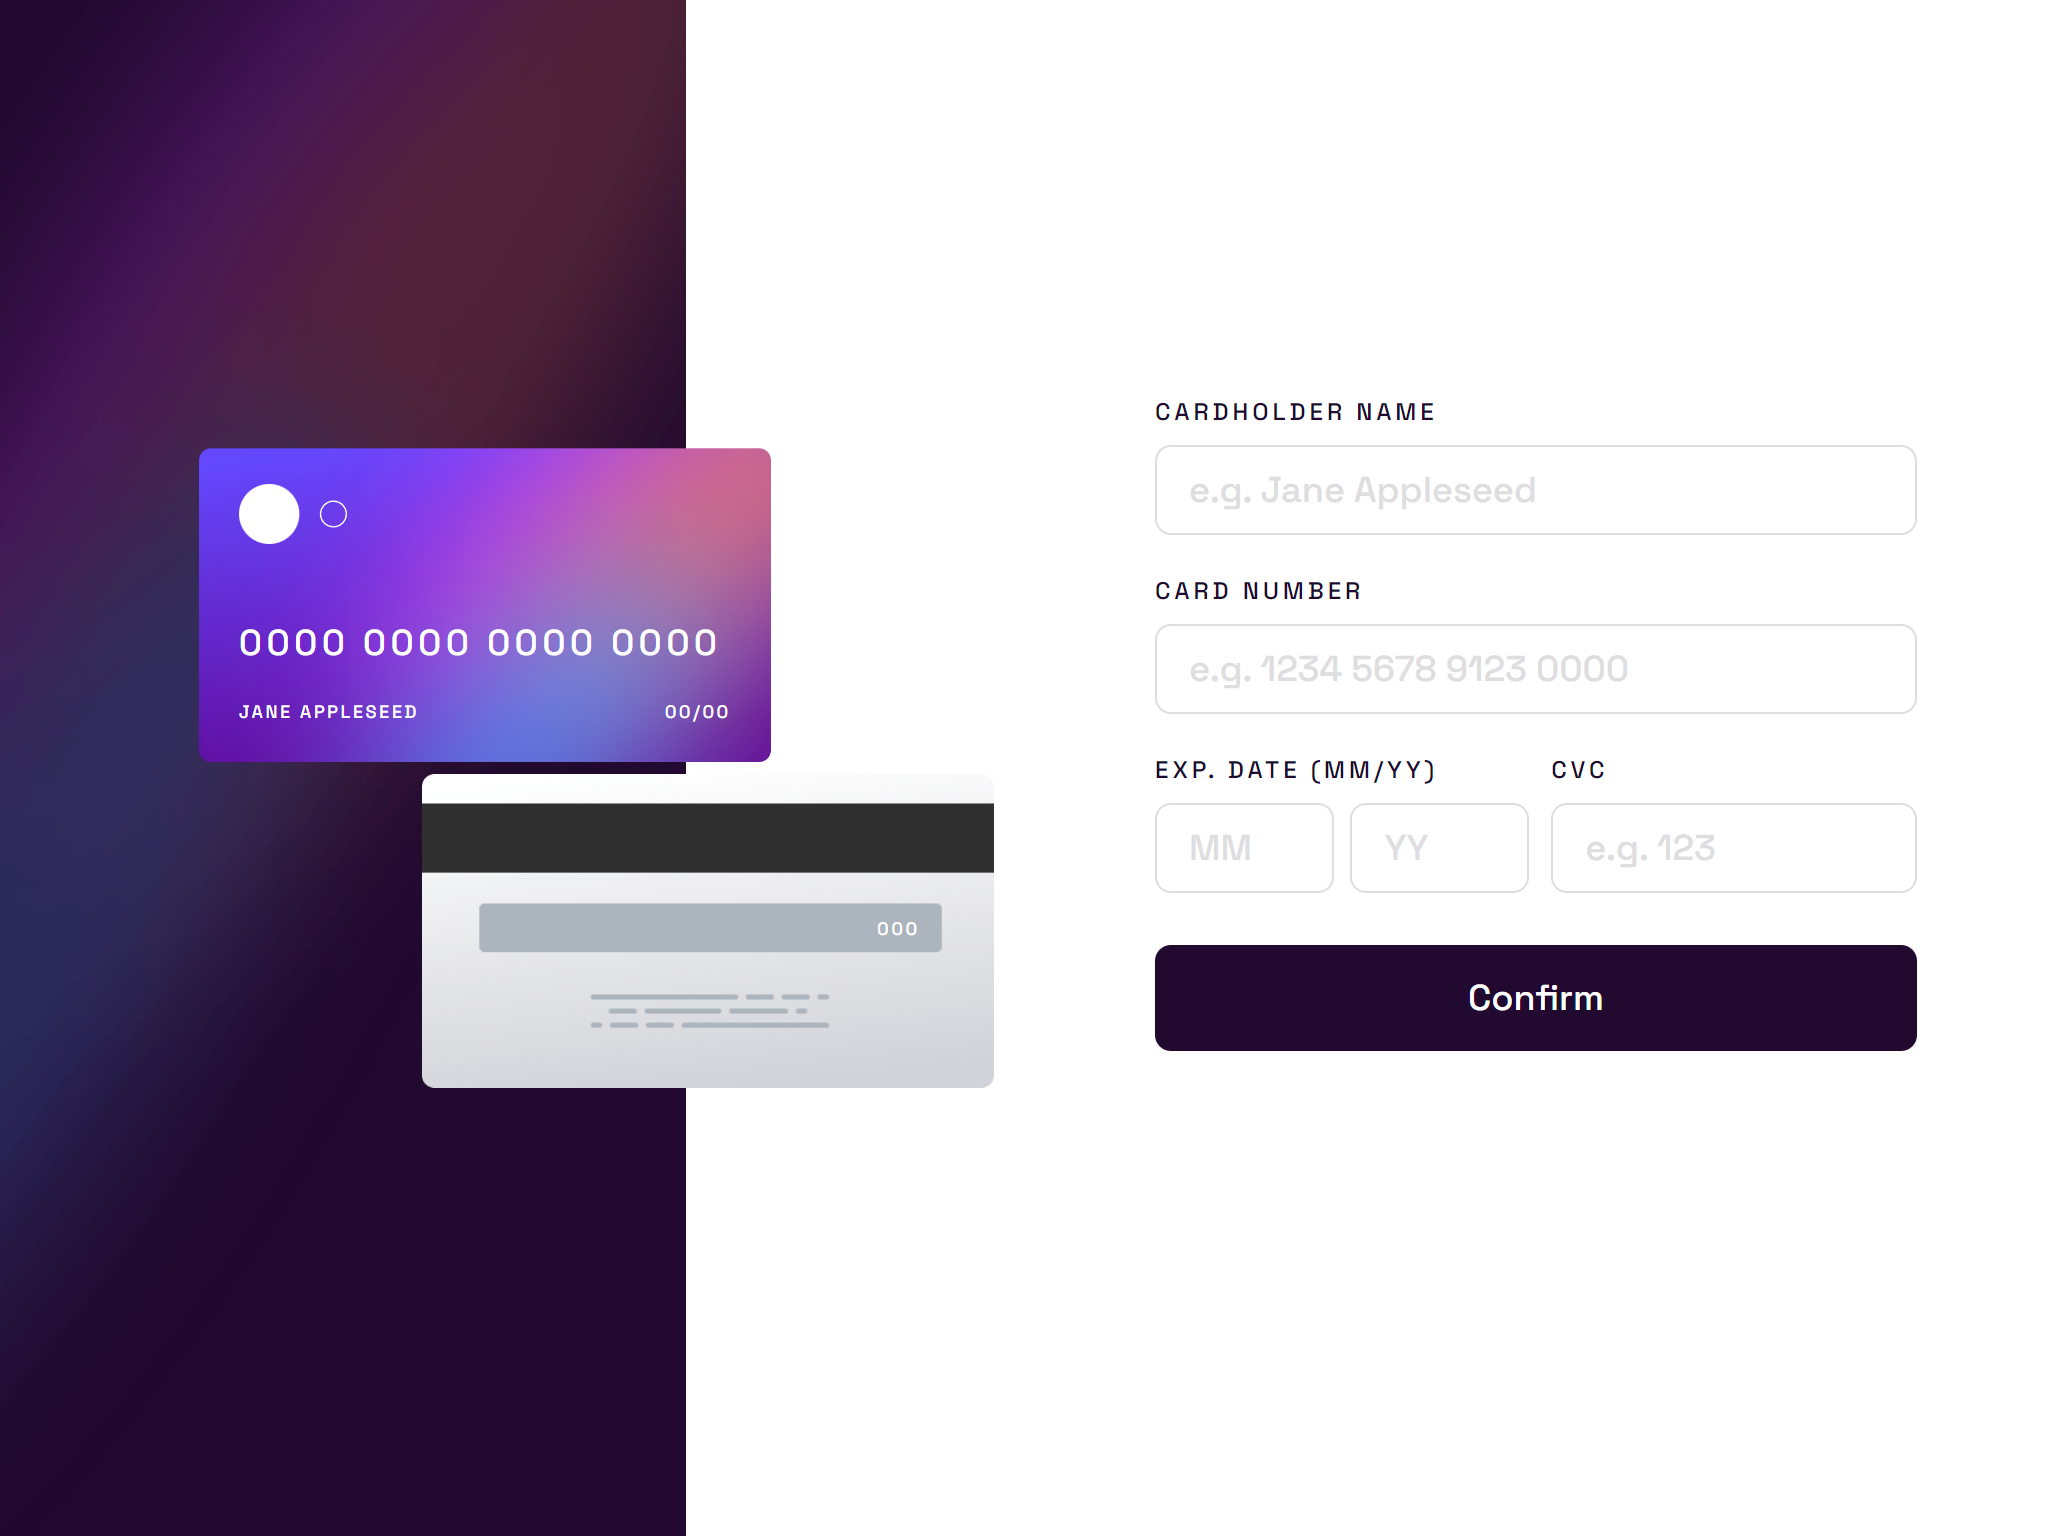 0000 0000 0000 0000
JANE APPLESEED 00/00
000
CARDHOLDER NAME
e.g. Jane Appleseed
CARD NUMBER
e.g. 1234 5678 9123 0000
EXP. DATE (MM/YY) CVC
MM YY e.g. 123
Confirm